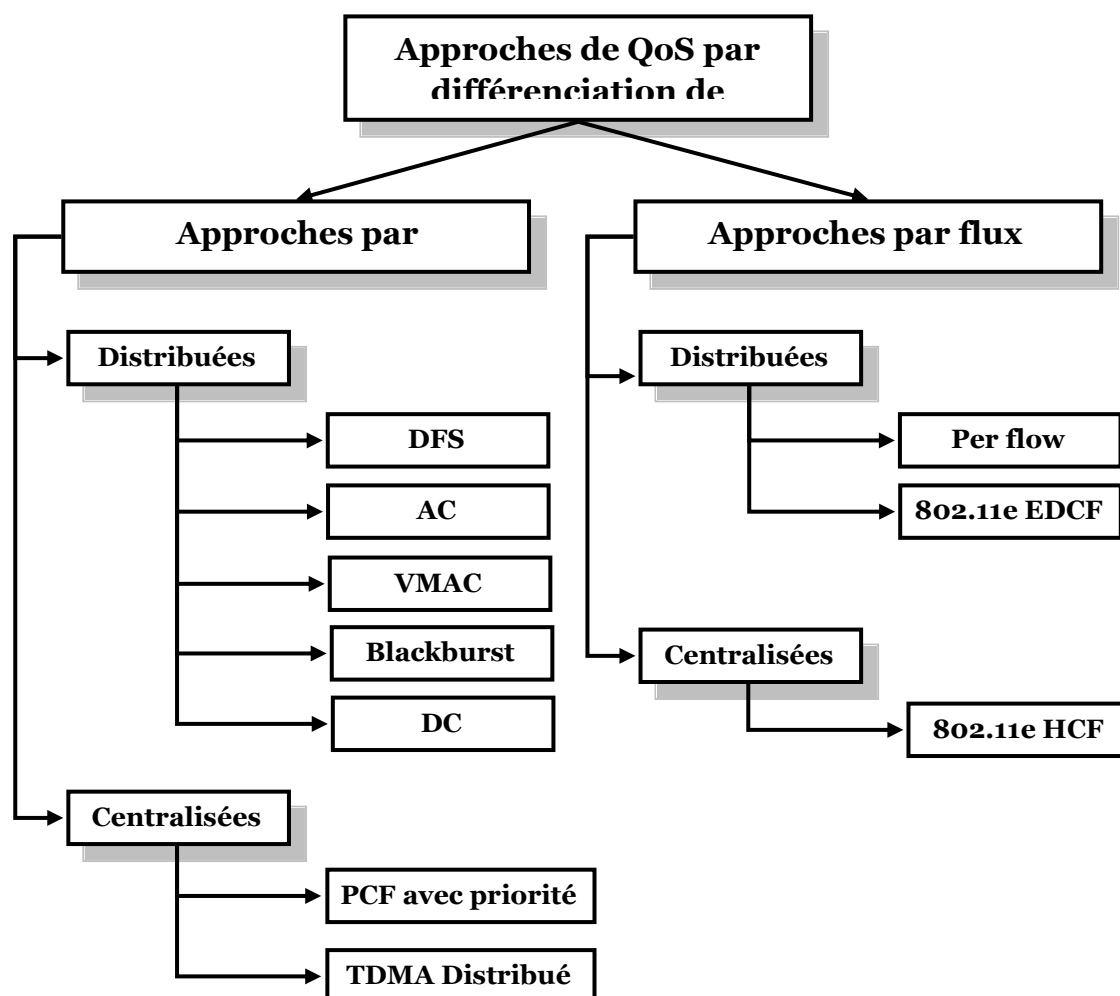 Approches de QoS par
différenciation de
Approches par
Approches par flux
Distribuées
DFS
AC
VMAC
Blackburst
DC
Centralisées
PCF avec priorité
TDMA Distribué
Distribuées
Per flow
802.11e EDCF
Centralisées
802.11e HCF